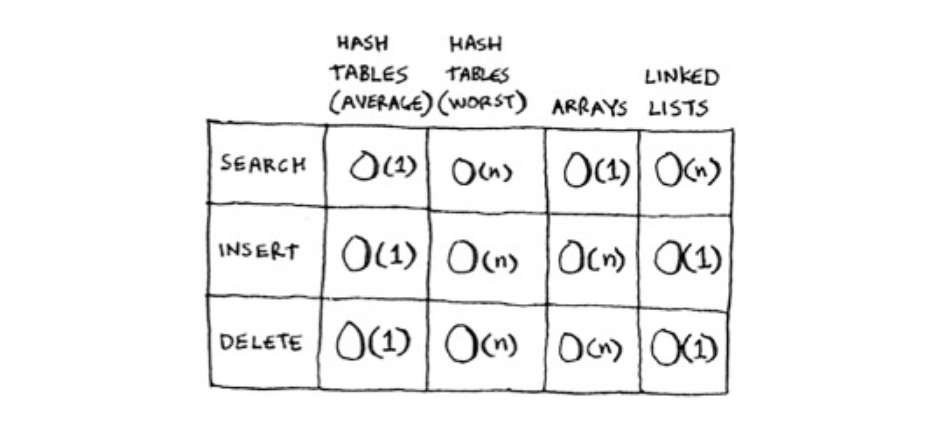 HASH TABLES (AVERAGE)
HASH TABLES (WORST)
ARRAYS
LINKED LISTS
SEARCH O(1) O(n) O(1) O(n)
INSERT O(1) O(n) O(n) O(1)
DELETE O(1) O(n) O(n) O(1)